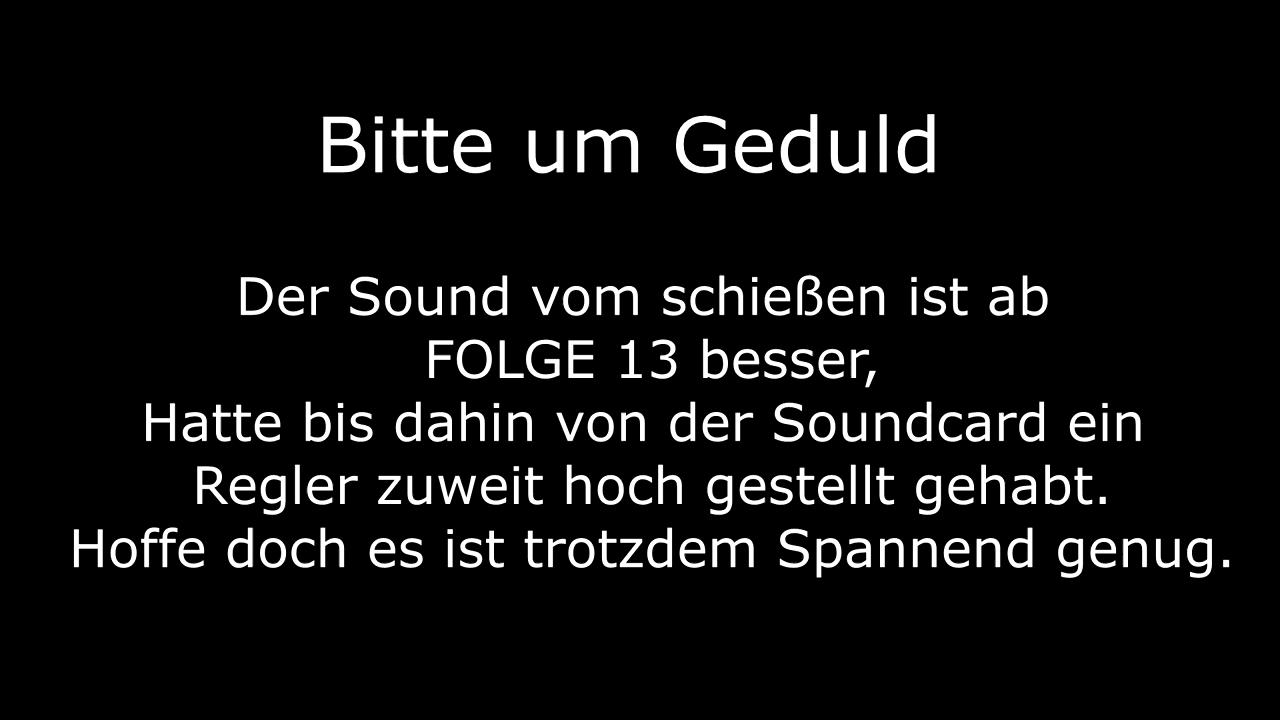 Bitte um Geduld
Der Sound vom schießen ist ab
FOLGE 13 besser,
Hatte bis dahin von der Soundcard ein
Regler zuweit hoch gestellt gehabt.
Hoffe doch es ist trotzdem Spannend genug.